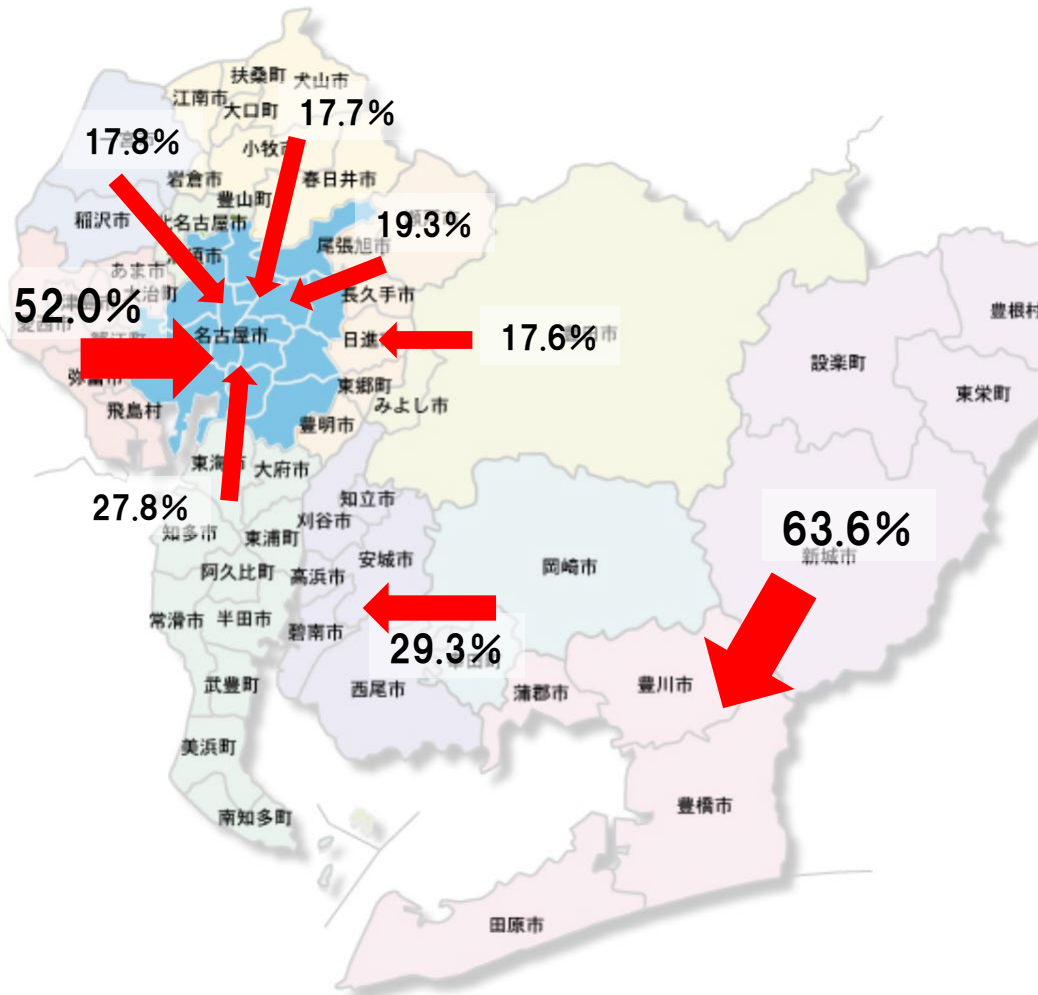 扶桑町
犬山市
江南市
大口町
17.7%
17.8%
小牧市
岩倉市
春日井市
豊山町
稲沢市
北名古屋市
19.3%
尾張旭市
あま市
長久手市
52.0%
名古屋市
日進市
17.6%
豊根村
設楽町
弥富市
東郷町
東栄町
飛島村
みよし市
豊明市
東海市
大府市
27.8%
知立市
刈谷市
63.6%
知多市
東浦町
安城市
新城市
阿久比町
高浜市
岡崎市
常滑市
半田市
碧南市
29.3%
武豊町
西尾市
蒲郡市
豊川市
美浜町
豊橋市
南知多町
田原市